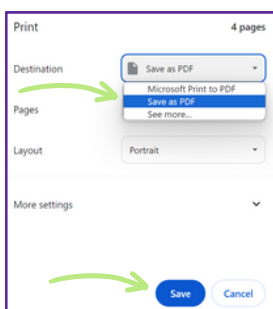 Print 4 pages
Destination Save as PDF
Microsoft Print to PDF
Save as PDF
See more...
Pages
Layout Portrait
More settings
Save Cancel